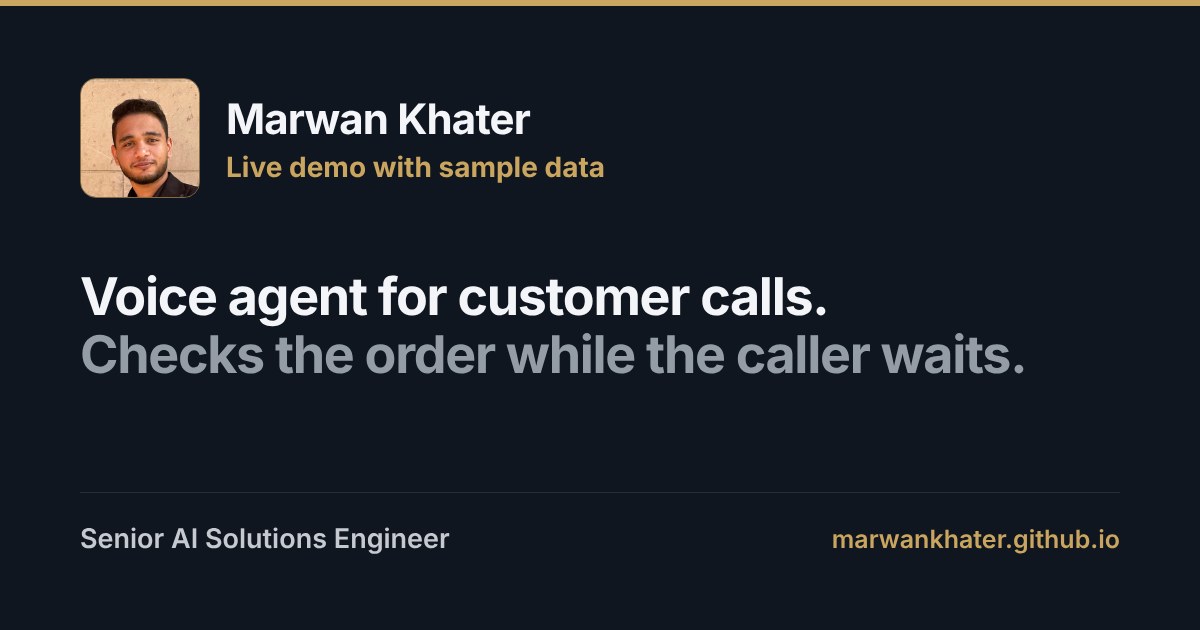 Marwan Khater
Live demo with sample data
Voice agent for customer calls.
Checks the order while the caller waits.
Senior AI Solutions Engineer
marwankhater.github.io